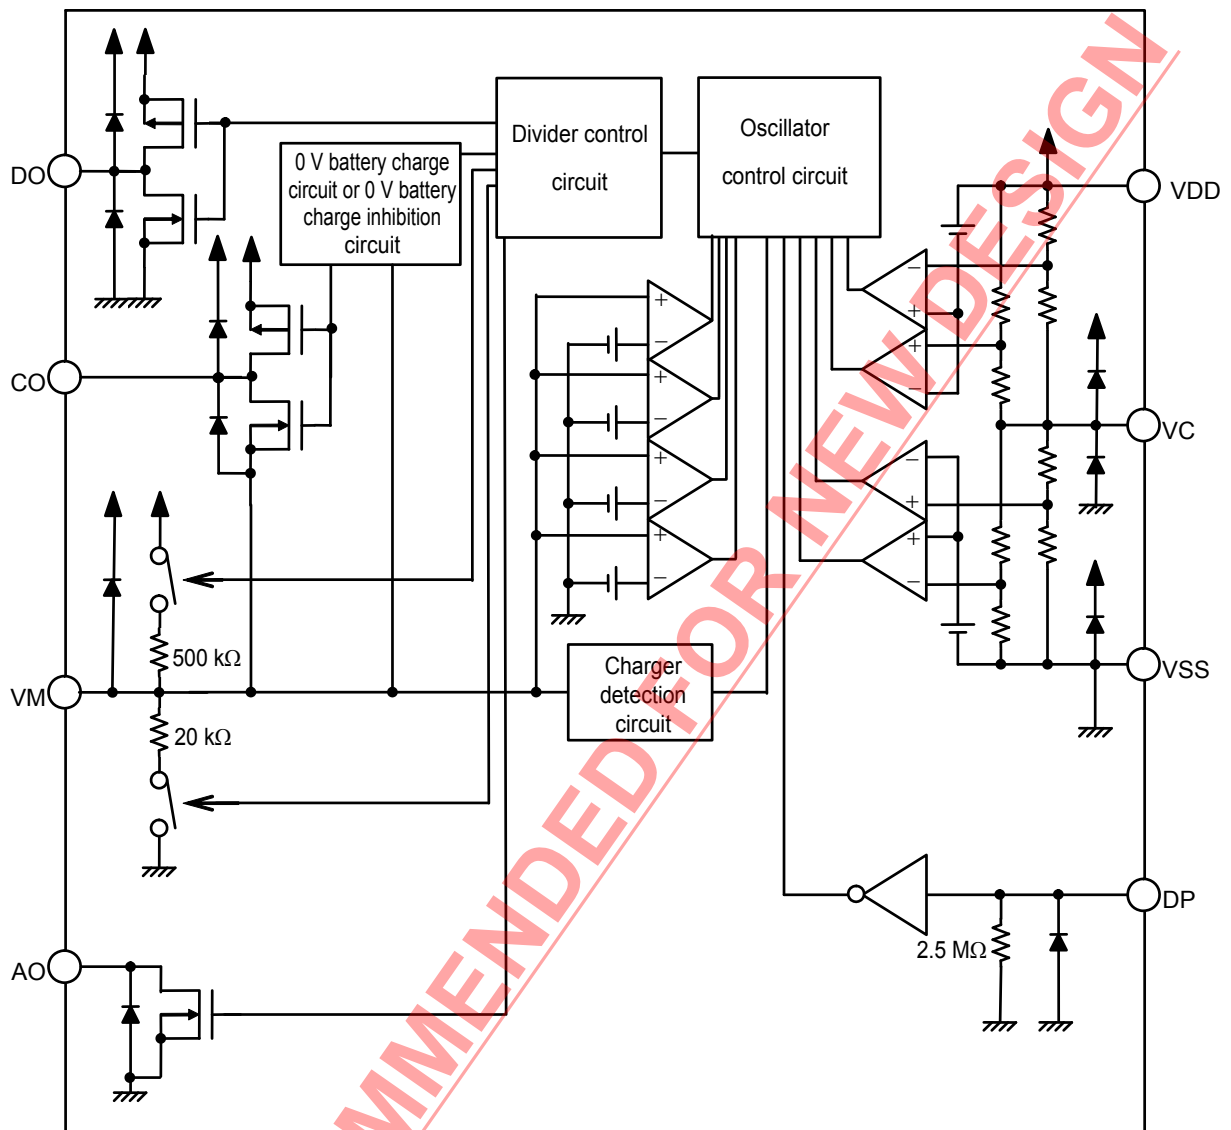 DO
CO
VM
AO
VDD
VC
VSS
DP
Divider control
circuit
Oscillator
control circuit
0 V battery charge
circuit or 0 V battery
charge inhibition
circuit
+
−
+
−
+
−
+
−
−
+
+
−
−
+
+
−
500 kΩ
20 kΩ
Charger
detection
circuit
2.5 MΩ
MMENDED FOR NEW DESIGN